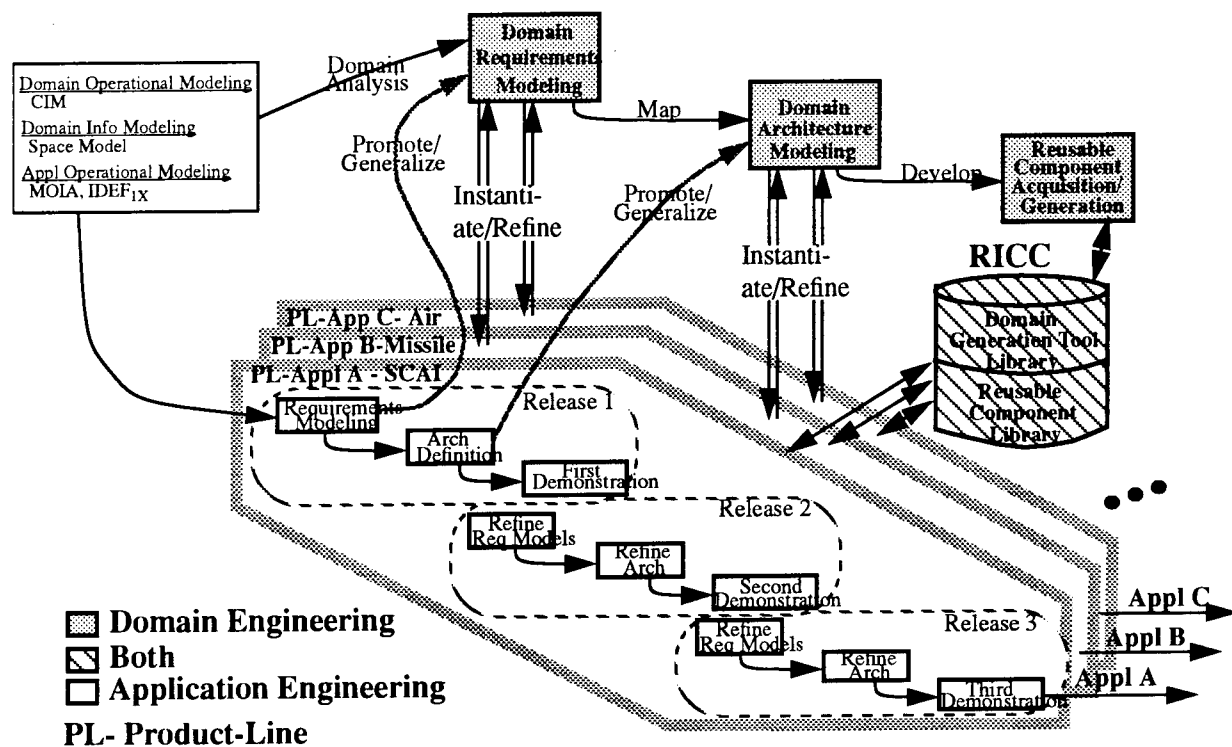 Domain
Requirements
Modeling
Domain
Analysis
Domain Operational Modeling
CIM
Domain Info Modeling
Space Model
Appl Operational Modeling
MOIA, IDEF1X
Promote/
Generalize
Map
Domain
Architecture
Modeling
Develop
Reusable
Component
Acquisition/
Generation
Instanti-
ate/Refine
Promote/
Generalize
Instanti-
ate/Refine
RICC
Domain
Generation Tool
Library
Reusable
Component
Library
PL-App C- Air
PL-App B-Missile
PL-Appl A - SCAI
Release 1
Requirements
Modeling
Arch
Definition
First
Demonstration
Release 2
Refine
Req Models
Refine
Arch
Second
Demonstration
Release 3
Refine
Req Models
Refine
Arch
Third
Demonstration
Appl C
Appl B
Appl A
Domain Engineering
Both
Application Engineering
PL- Product-Line